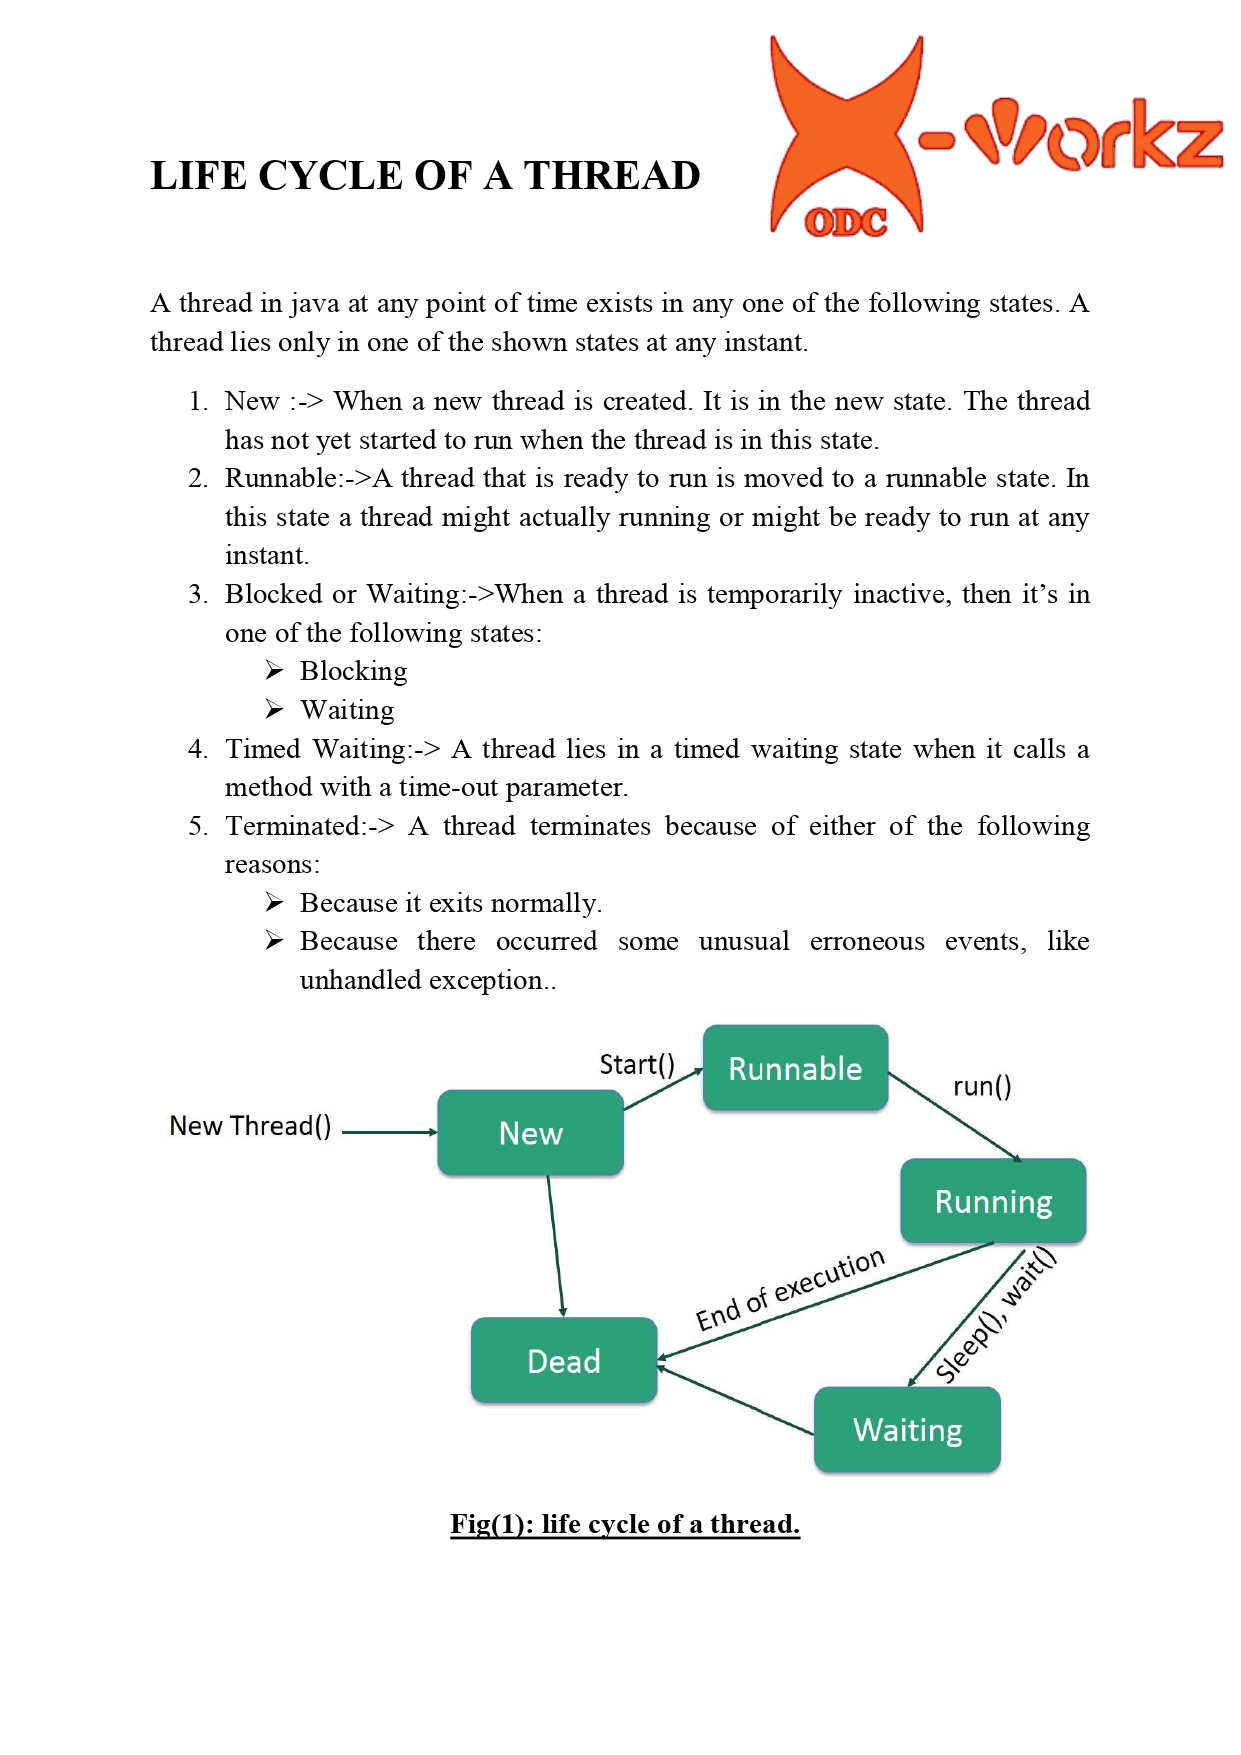 x-workz
ODC
LIFE CYCLE OF A THREAD
A thread in java at any point of time exists in any one of the following states. A
thread lies only in one of the shown states at any instant.
1. New :-> When a new thread is created. It is in the new state. The thread
has not yet started to run when the thread is in this state.
2. Runnable:->A thread that is ready to run is moved to a runnable state. In
this state a thread might actually running or might be ready to run at any
instant.
3. Blocked or Waiting:->When a thread is temporarily inactive, then it’s in
one of the following states:
➢ Blocking
➢ Waiting
4. Timed Waiting:-> A thread lies in a timed waiting state when it calls a
method with a time-out parameter.
5. Terminated:-> A thread terminates because of either of the following
reasons:
➢ Because it exits normally.
➢ Because there occurred some unusual erroneous events, like
unhandled exception..
Start()
Runnable
run()
New Thread()
New
Running
End of execution
Sleep(), wait()
Dead
Waiting
Fig(1): life cycle of a thread.